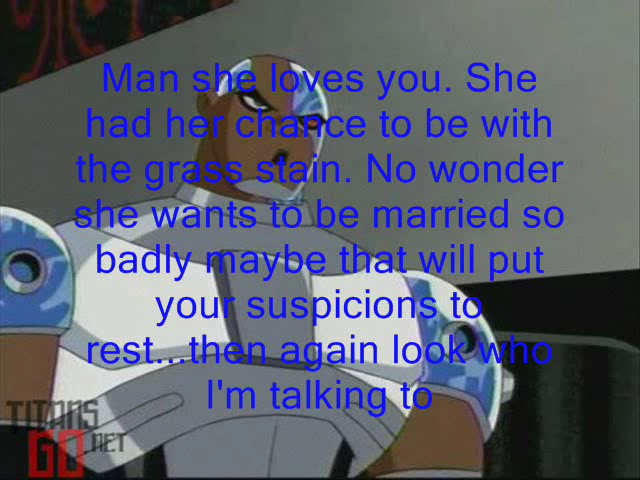 Man she loves you. She
had her chance to be with
the grass stain. No wonder
she wants to be married so
badly maybe that will put
your suspicions to
rest...then again look who
I'm talking to
TITANS
GO.NET